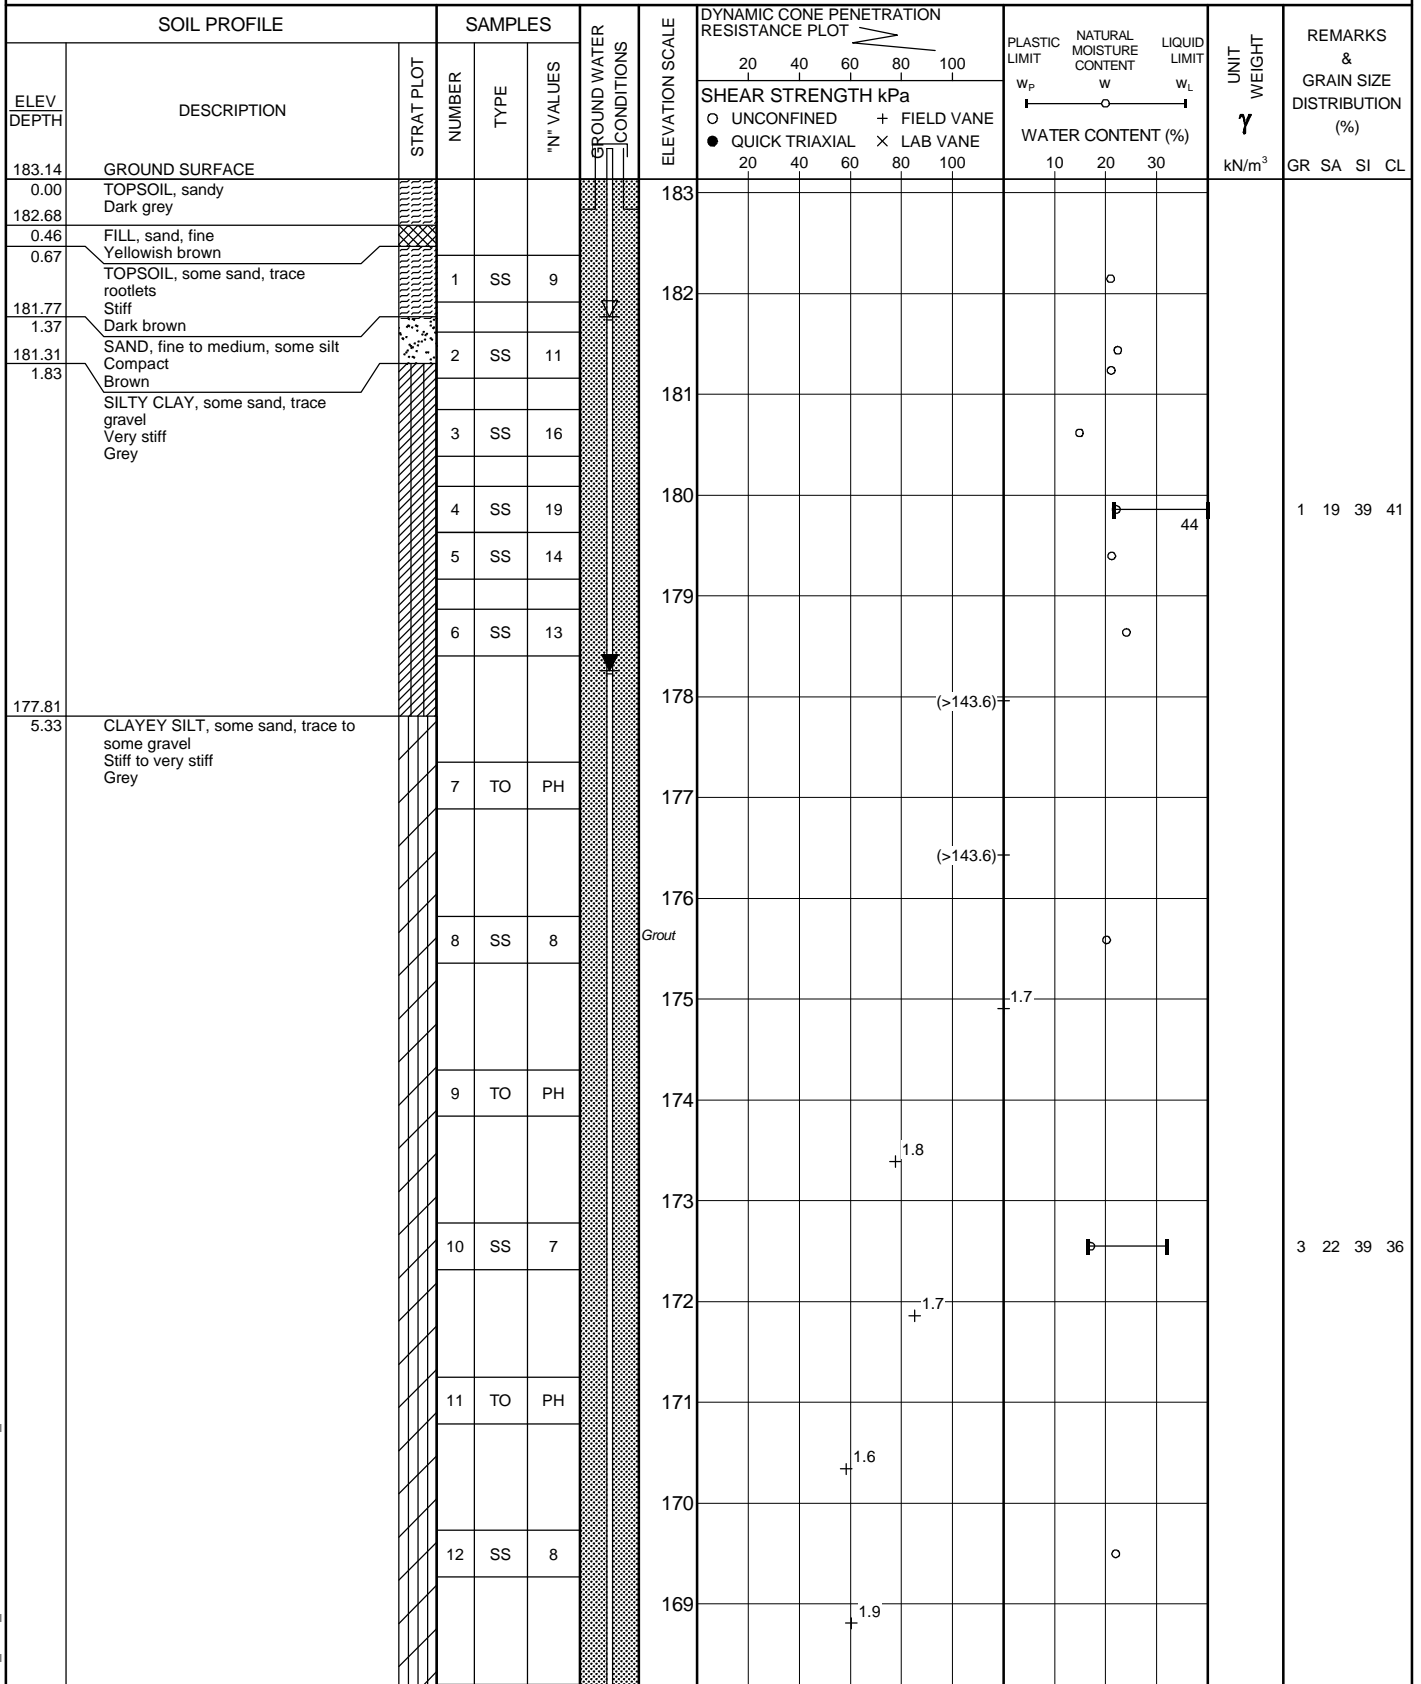 SOIL PROFILE
SAMPLES
GROUND WATER
CONDITIONS
ELEVATION SCALE
DYNAMIC CONE PENETRATION
RESISTANCE PLOT
20 40 60 80 100
SHEAR STRENGTH kPa
○ UNCONFINED + FIELD VANE
● QUICK TRIAXIAL × LAB VANE
20 40 60 80 100
PLASTIC
LIMIT
NATURAL
MOISTURE
CONTENT
LIQUID
LIMIT
WP W WL
WATER CONTENT (%)
10 20 30
UNIT
WEIGHT
γ
kN/m³
REMARKS
&
GRAIN SIZE
DISTRIBUTION
(%)
GR SA SI CL
ELEV
DEPTH
DESCRIPTION
STRAT PLOT
NUMBER
TYPE
"N" VALUES
183.14 GROUND SURFACE
0.00 TOPSOIL, sandy
Dark grey
182.68
0.46 FILL, sand, fine
0.67 Yellowish brown
TOPSOIL, some sand, trace
rootlets
181.77 Stiff
1.37 Dark brown
181.31 SAND, fine to medium, some silt
Compact
1.83 Brown
SILTY CLAY, some sand, trace
gravel
Very stiff
Grey
177.81
5.33 CLAYEY SILT, some sand, trace to
some gravel
Stiff to very stiff
Grey
1 SS 9
2 SS 11
3 SS 16
4 SS 19
5 SS 14
6 SS 13
7 TO PH
8 SS 8
9 TO PH
10 SS 7
11 TO PH
12 SS 8
183
182
181
180
179
178
177
176
Grout
175
174
173
172
171
170
169
44
1 19 39 41
(>143.6)
(>143.6)
1.7
1.8
3 22 39 36
1.7
1.6
1.9